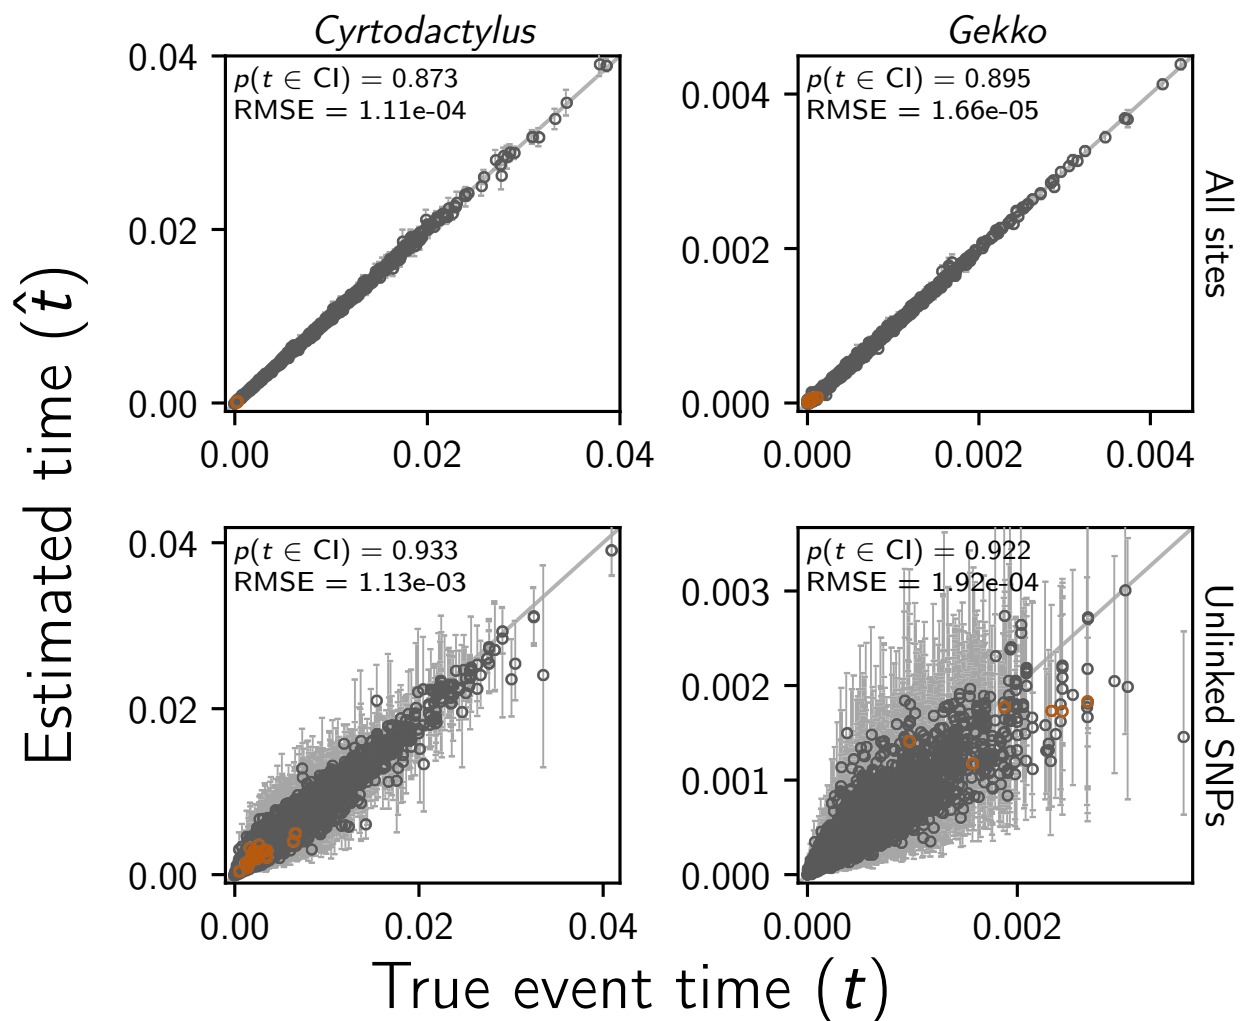 Cyrtodactylus
Gekko
p(t ∈ CI) = 0.873
RMSE = 1.11e-04
0.04
0.02
0.00
0.00 0.02 0.04
p(t ∈ CI) = 0.895
RMSE = 1.66e-05
0.004
0.002
0.000
0.000 0.002 0.004
All sites
p(t ∈ CI) = 0.933
RMSE = 1.13e-03
0.04
0.02
0.00
0.00 0.02 0.04
p(t ∈ CI) = 0.922
RMSE = 1.92e-04
0.003
0.002
0.001
0.000
0.000 0.002
Unlinked SNPs
Estimated time (t̂)
True event time (t)